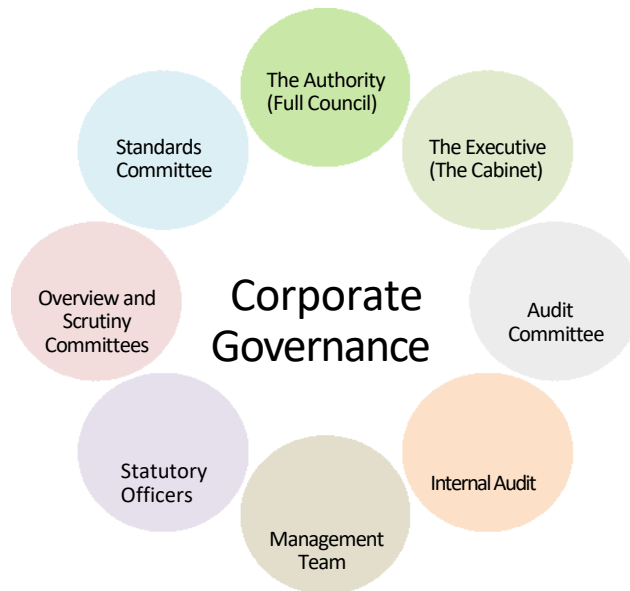 The Authority
(Full Council)
Standards
Committee
The Executive
(The Cabinet)
Overview and
Scrutiny
Committees
Corporate
Governance
Audit
Committee
Statutory
Officers
Internal Audit
Management
Team